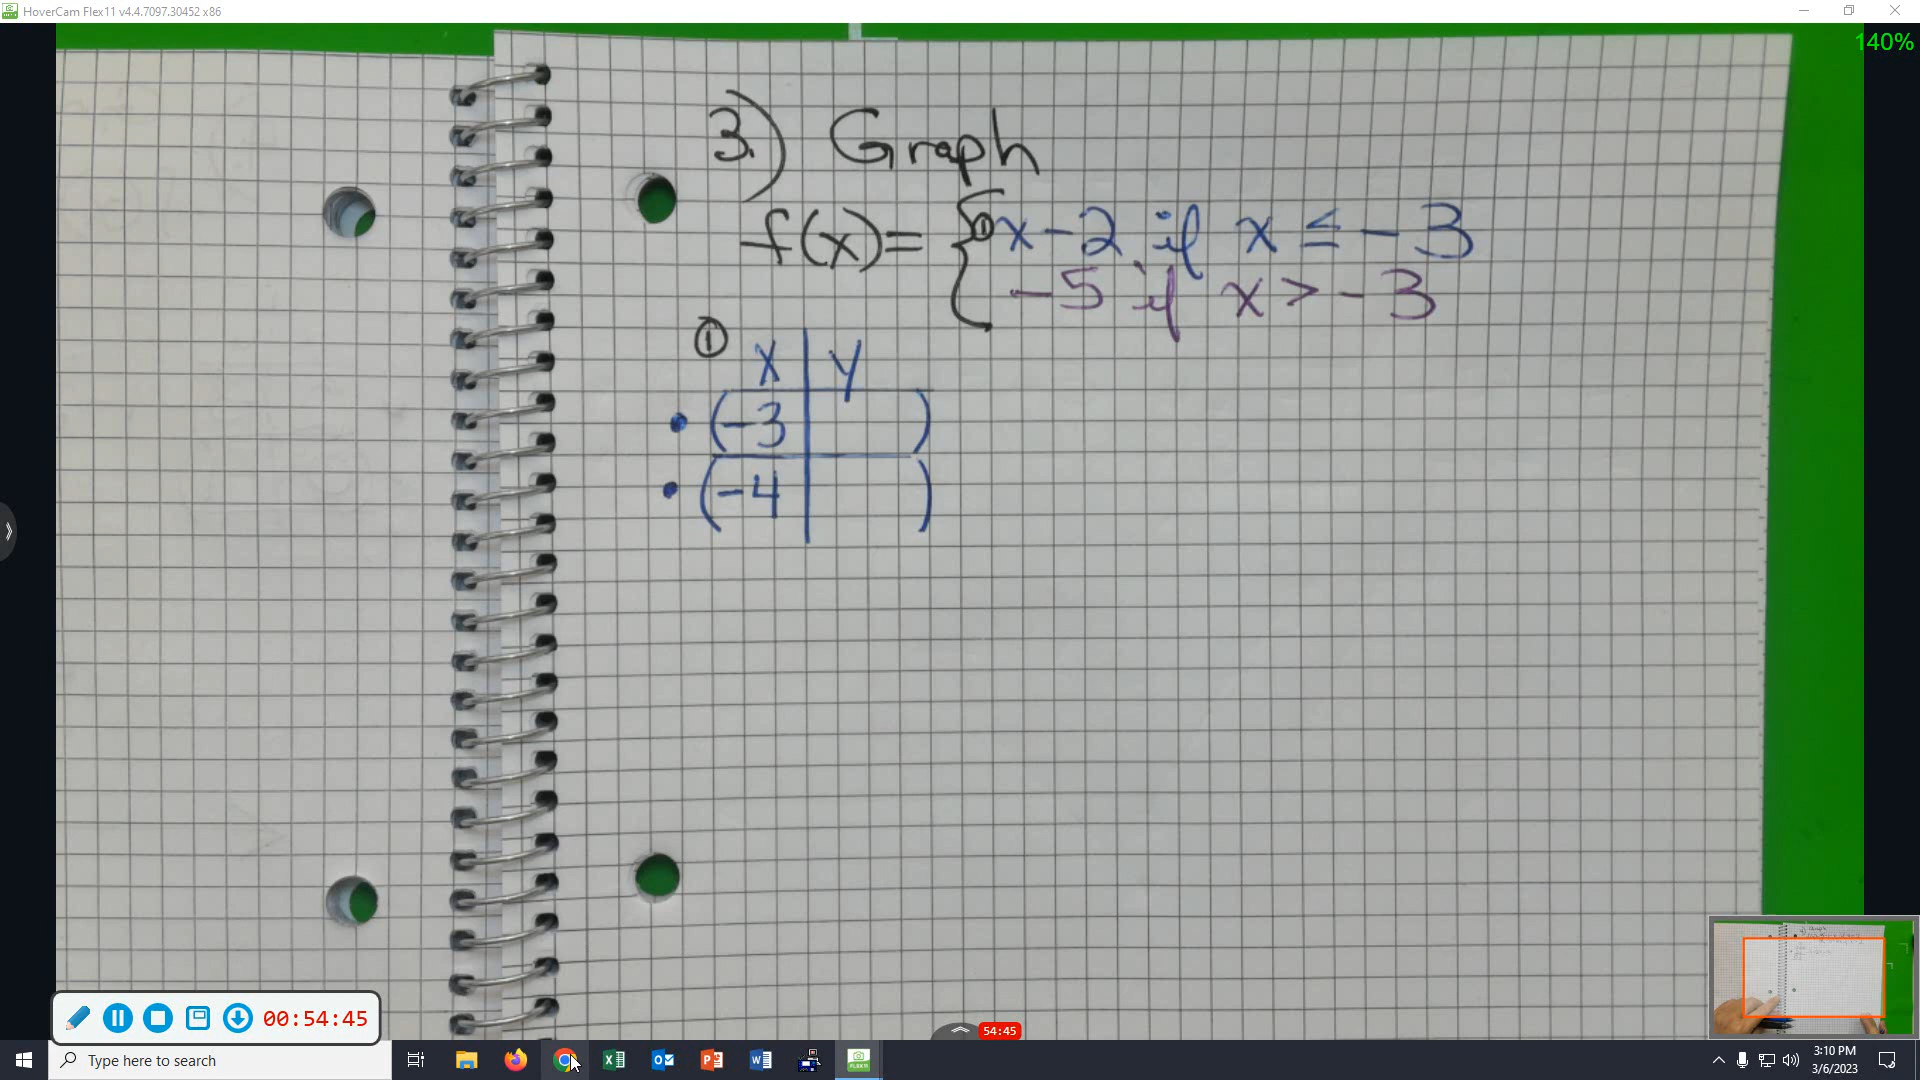 HoverCam Flex11 v4.4.7097.30452 x86
140%
3.) Graph
f(x)= { ① x - 2 if x ≤ - 3
- 5 if x > - 3
① x | y
• (-3 | )
• (-4 | )
00:54:45
54:45
Type here to search
3:10 PM
3/6/2023